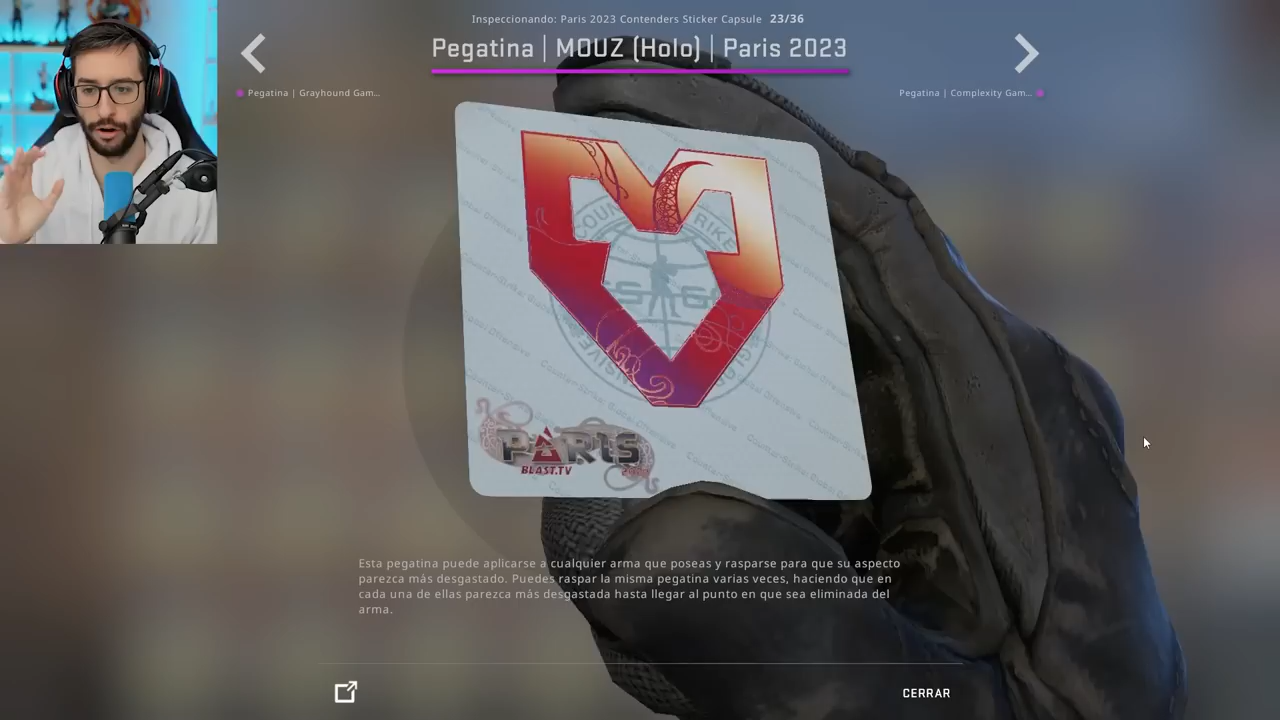 Inspeccionando: Paris 2023 Contenders Sticker Capsule 23/36
Pegatina | MOUZ (Holo) | Paris 2023
Pegatina | Grayhound Gam...
Pegatina | Complexity Gam...
PARIS
BLAST.TV
Esta pegatina puede aplicarse a cualquier arma que poseas y rasparse para que su aspecto
parezca más desgastado. Puedes raspar la misma pegatina varias veces, haciendo que en
cada una de ellas parezca más desgastada hasta llegar al punto en que sea eliminada del
arma.
CERRAR